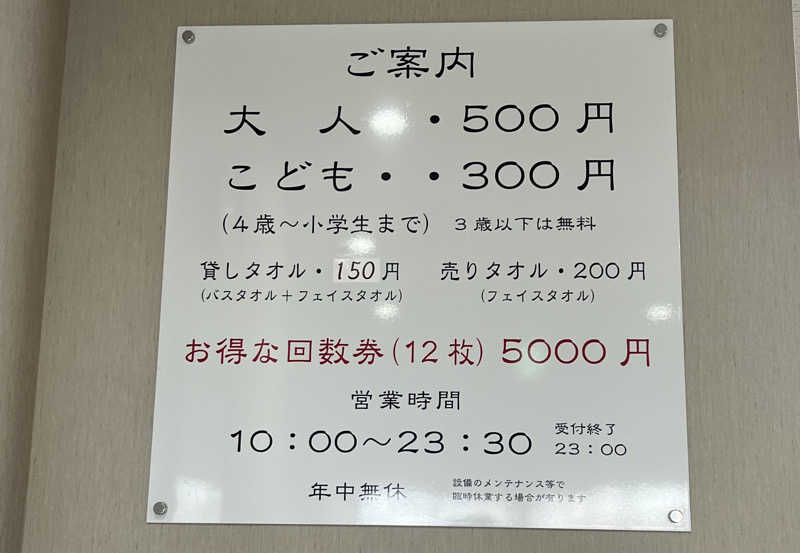 ご案内
大 人 ・500円
こども・・300円
(4歳～小学生まで) 3歳以下は無料
貸しタオル・150円 売りタオル・200円
(バスタオル＋フェイスタオル) (フェイスタオル)
お得な回数券(12枚) 5000円
営業時間
10：00～23：30 受付終了 23：00
年中無休 設備のメンテナンス等で
臨時休業する場合が有ります